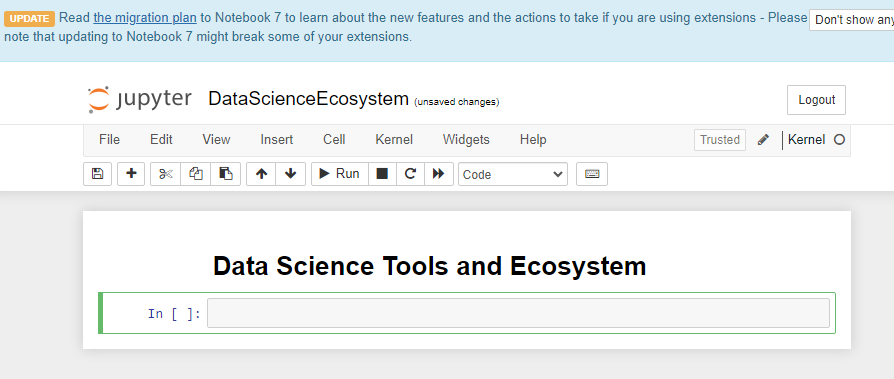 UPDATE Read the migration plan to Notebook 7 to learn about the new features and the actions to take if you are using extensions - Please
Don't show any
note that updating to Notebook 7 might break some of your extensions.
jupyter DataScienceEcosystem (unsaved changes)
Logout
File Edit View Insert Cell Kernel Widgets Help Trusted Kernel
Run Code
Data Science Tools and Ecosystem
In [ ]: